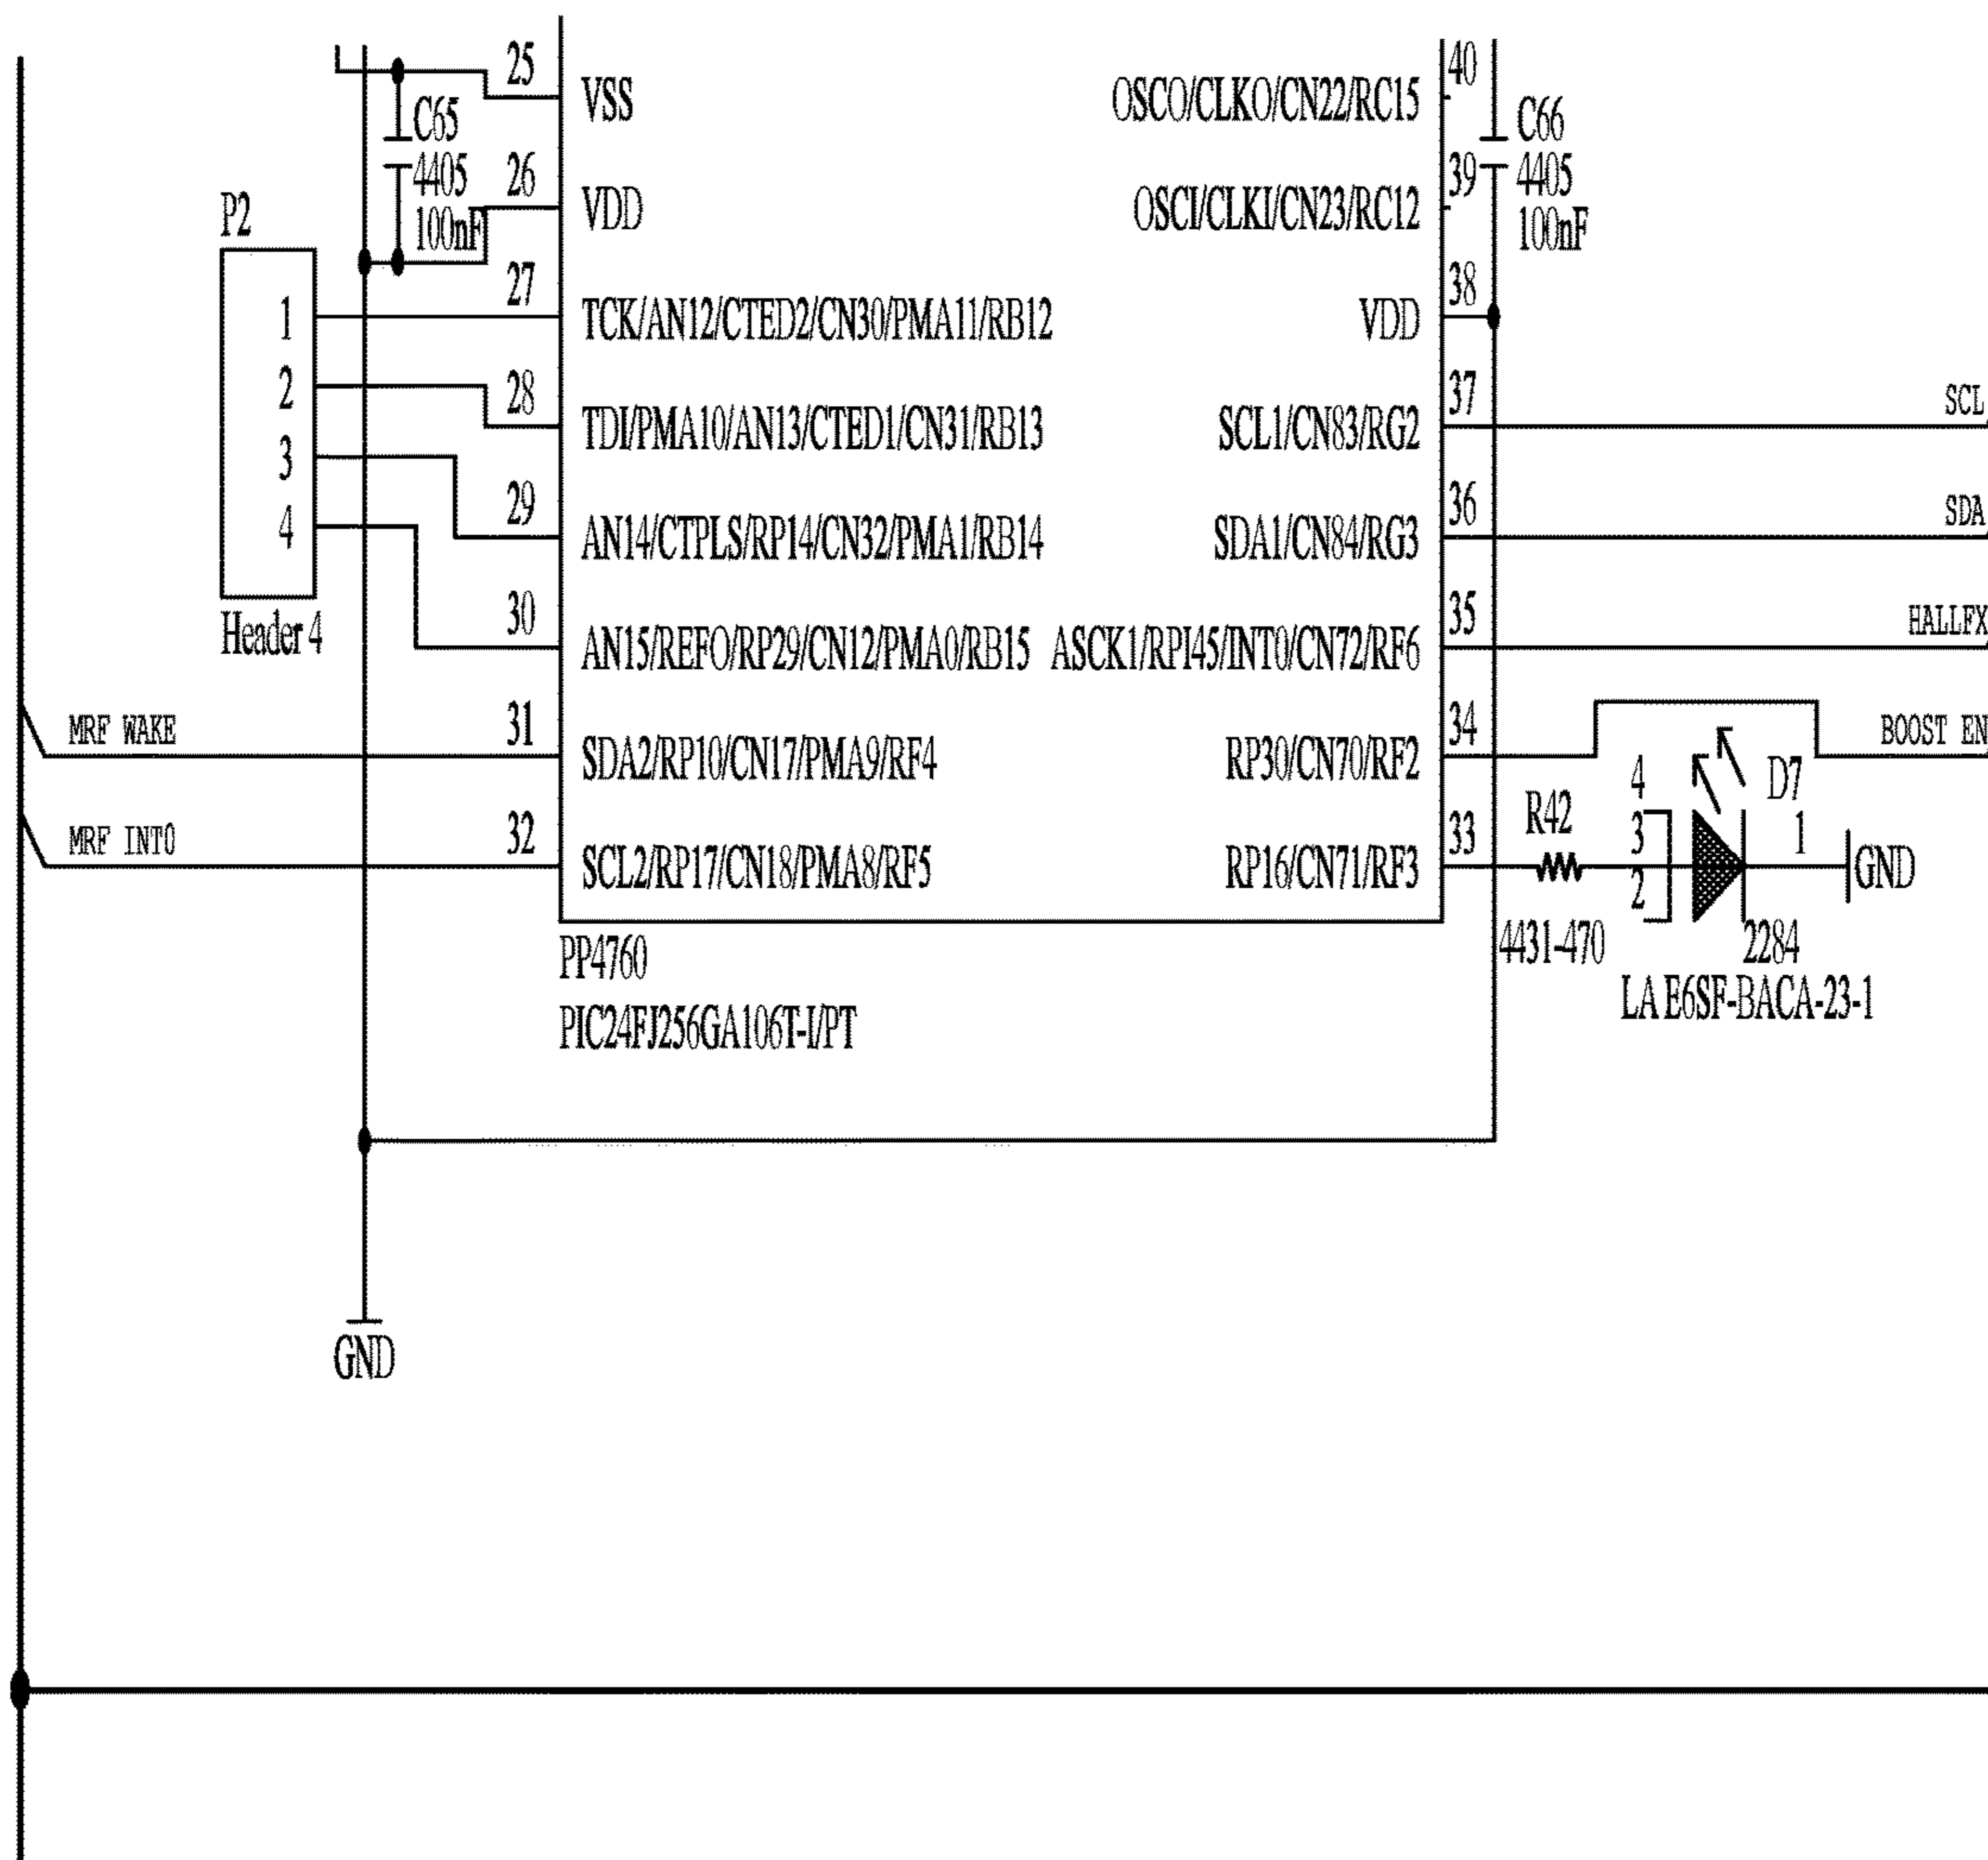 25
VSS
C65
4405
100nF
26
VDD
P2
1
2
3
4
Header 4
27
TCK/AN12/CTED2/CN30/PMA11/RB12
28
TDI/PMA10/AN13/CTED1/CN31/RB13
29
AN14/CTPLS/RP14/CN32/PMA1/RB14
30
AN15/REFO/RP29/CN12/PMA0/RB15
MRF WAKE
31
SDA2/RP10/CN17/PMA9/RF4
MRF INT0
32
SCL2/RP17/CN18/PMA8/RF5
40
OSCO/CLKO/CN22/RC15
C66
4405
100nF
39
OSCI/CLKI/CN23/RC12
38
VDD
37
SCL1/CN83/RG2
SCL
36
SDA1/CN84/RG3
SDA
35
ASCK1/RPI45/INT0/CN72/RF6
HALLFX
34
RP30/CN70/RF2
BOOST EN
33
RP16/CN71/RF3
R42
4431-470
4
3
2
D7
1
GND
2284
LA E6SF-BACA-23-1
PP4760
PIC24FJ256GA106T-I/PT
GND